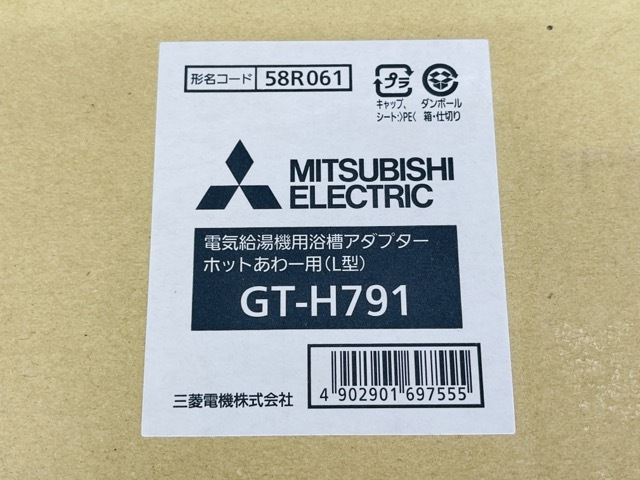 形名コード 58R061
プラ
キャップ、
シート:)PE(
ダンボール
箱・仕切り
MITSUBISHI
ELECTRIC
電気給湯機用浴槽アダプター
ホットあわー用(L型)
GT-H791
三菱電機株式会社
4 902901 697555